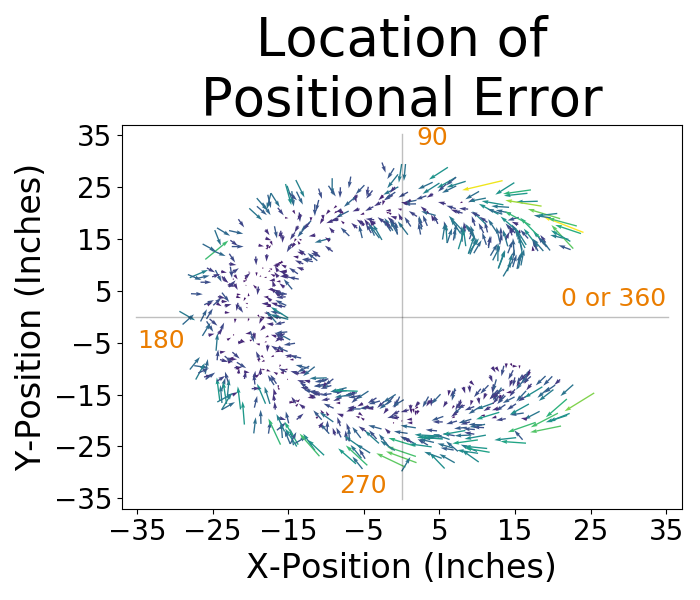 Location of
Positional Error
35
25
15
5
−5
−15
−25
−35
Y-Position (Inches)
90
0 or 360
180
270
−35 −25 −15 −5 5 15 25 35
X-Position (Inches)